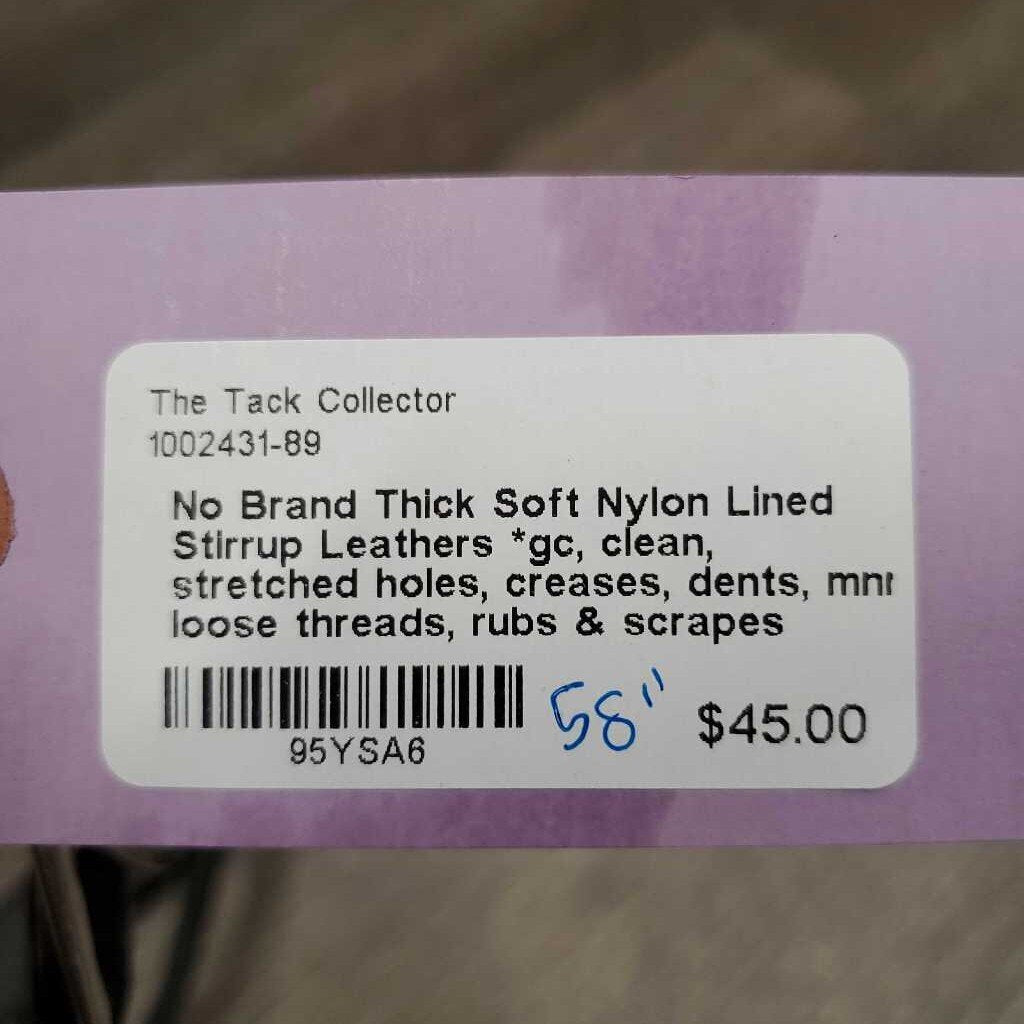 The Tack Collector
1002431-89
No Brand Thick Soft Nylon Lined
Stirrup Leathers *gc, clean,
stretched holes, creases, dents, mnr
loose threads, rubs & scrapes
95YSA6
58"
$45.00